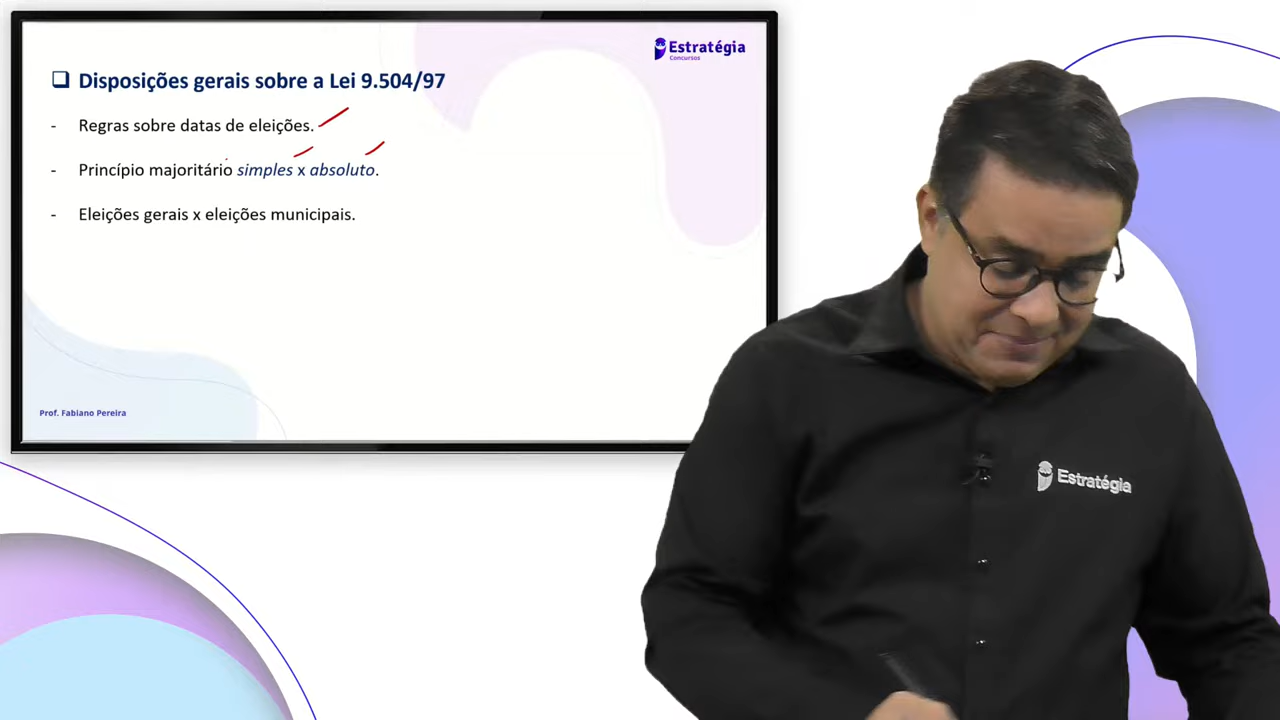 Estratégia
Concursos
❑ Disposições gerais sobre a Lei 9.504/97
- Regras sobre datas de eleições.
- Princípio majoritário simples x absoluto.
- Eleições gerais x eleições municipais.
Prof. Fabiano Pereira
Estratégia